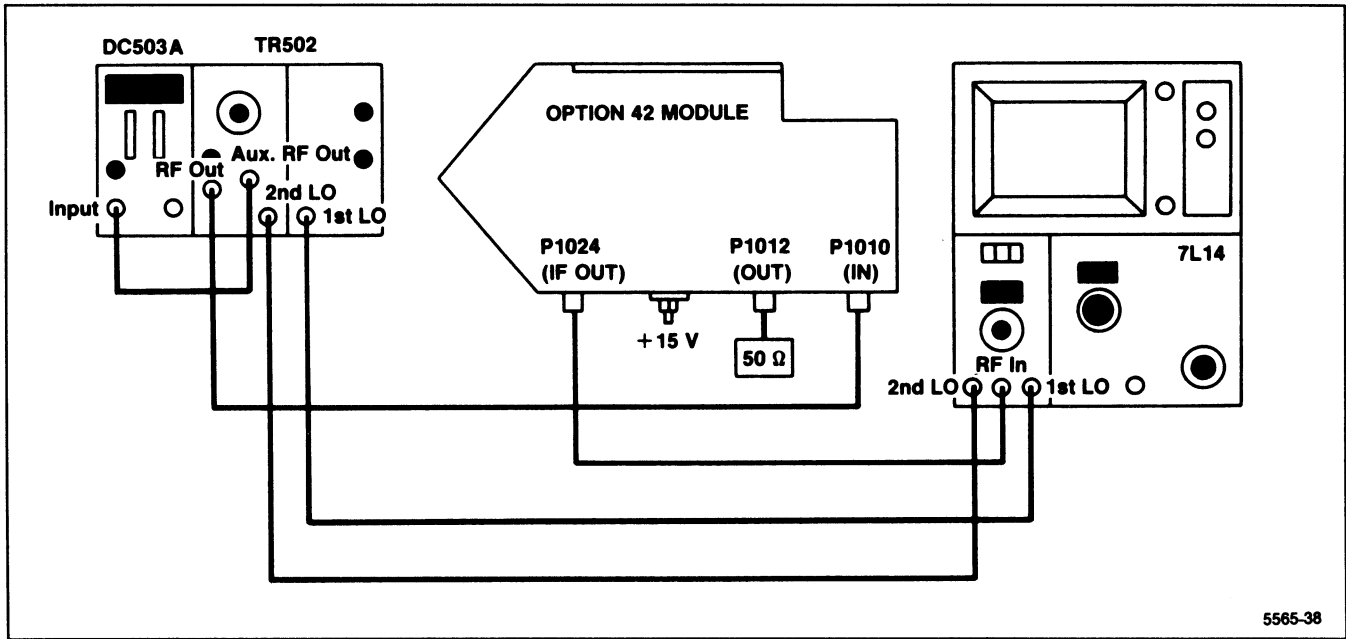 DC503A
TR502
OPTION 42 MODULE
RF Out
Aux. RF Out
2nd LO
Input
1st LO
P1024
(IF OUT)
P1012
(OUT)
P1010
(IN)
7L14
+15 V
50 Ω
RF In
2nd LO
1st LO
5565-38